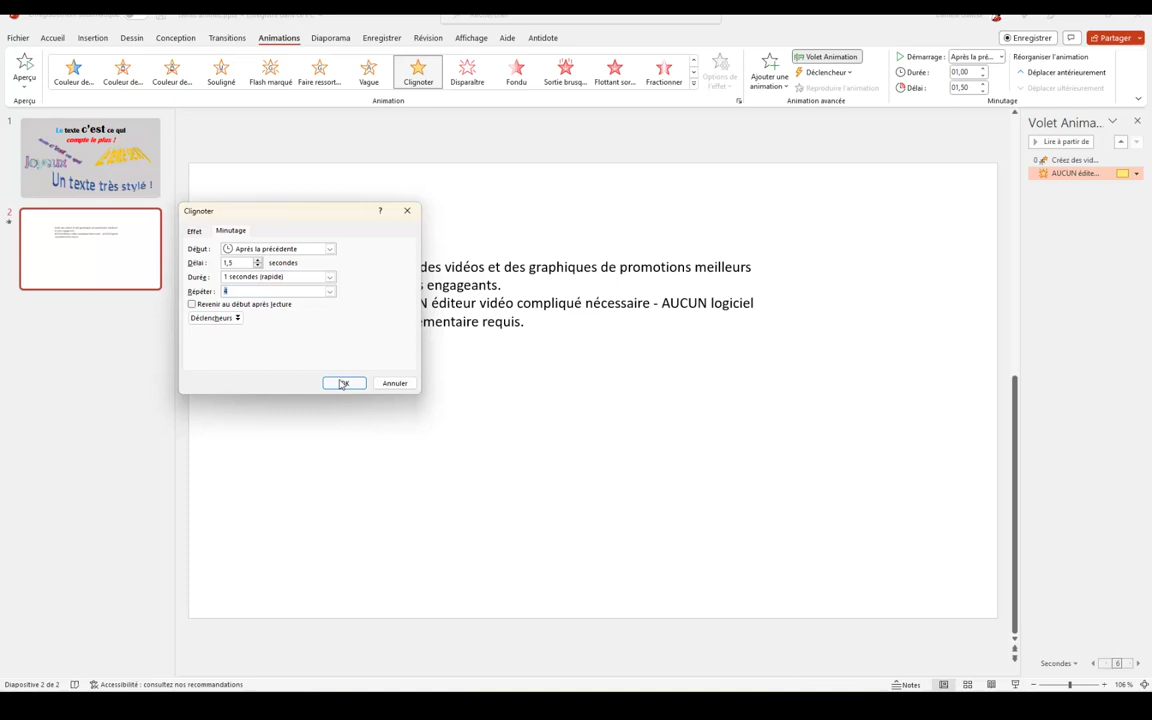 Fichier Accueil Insertion Dessin Conception Transitions Animations Diaporama Enregistrer Révision Affichage Aide Antidote Enregistrer Partager
Aperçu
Couleur de... Couleur de... Couleur de... Souligné Flash marqué Faire ressort... Vague Clignoter Disparaître Fondu Sortie brusq... Flottant sor... Fractionner
Options de l'effet
Ajouter une animation
Volet Animation
Déclencheur
Reproduire l'animation
Démarrage : Après la pré...
Durée : 01,00
Délai : 01,50
Réorganiser l'animation
Déplacer antérieurement
Déplacer ultérieurement
Aperçu Animation Animation avancée Minutage
1
Le texte c'est ce qui
compte le plus !
Joyeux
Un texte très stylé !
2
Clignoter ?
Effet Minutage
Début : Après la précédente
Délai : 1,5 secondes
Durée : 1 secondes (rapide)
Répéter : 4
Revenir au début après lecture
Déclencheurs
OK Annuler
des vidéos et des graphiques de promotions meilleurs
s engageants.
N éditeur vidéo compliqué nécessaire - AUCUN logiciel
émentaire requis.
Volet Anima...
Lire à partir de
0 Créez des vid...
AUCUN édite...
Secondes 6
Diapositive 2 de 2 Accessibilité : consultez nos recommandations Notes 106 %